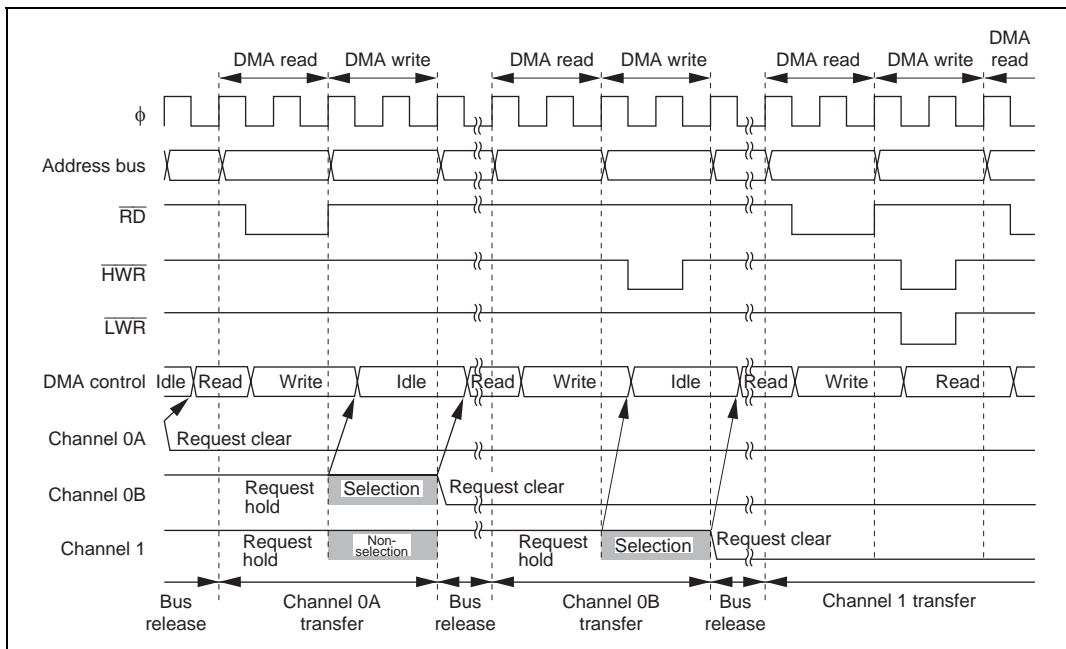 DMA
DMA read DMA write DMA read DMA write DMA read DMA write read
φ
Address bus
RD
HWR
LWR
DMA control Idle Read Write Idle Read Write Idle Read Write Read
Channel 0A Request clear
Channel 0B Request hold Selection Request clear
Channel 1 Request hold Non-selection Request hold Selection Request clear
Bus release Channel 0A transfer Bus release Channel 0B transfer Bus release Channel 1 transfer